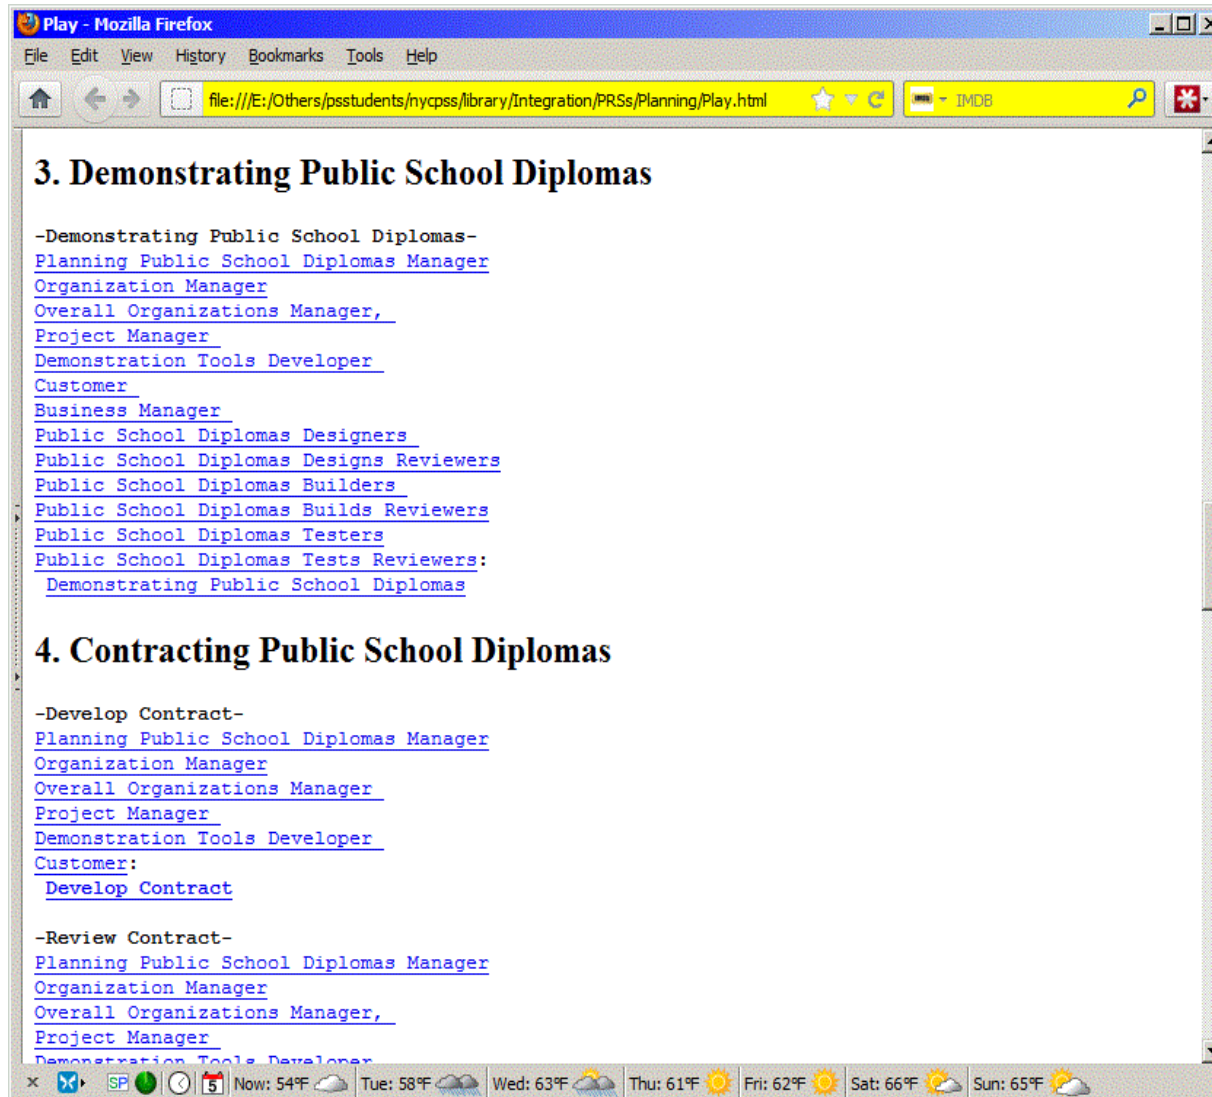 Play - Mozilla Firefox
File Edit View History Bookmarks Tools Help
file:///E:/Others/psstudents/nycpss/library/Integration/PRSs/Planning/Play.html IMDB
3. Demonstrating Public School Diplomas
-Demonstrating Public School Diplomas-
Planning Public School Diplomas Manager
Organization Manager
Overall Organizations Manager,
Project Manager
Demonstration Tools Developer
Customer
Business Manager
Public School Diplomas Designers
Public School Diplomas Designs Reviewers
Public School Diplomas Builders
Public School Diplomas Builds Reviewers
Public School Diplomas Testers
Public School Diplomas Tests Reviewers:
Demonstrating Public School Diplomas
4. Contracting Public School Diplomas
-Develop Contract-
Planning Public School Diplomas Manager
Organization Manager
Overall Organizations Manager
Project Manager
Demonstration Tools Developer
Customer:
Develop Contract
-Review Contract-
Planning Public School Diplomas Manager
Organization Manager
Overall Organizations Manager,
Project Manager
Demonstration Tools Developer
SP 5 Now: 54°F Tue: 58°F Wed: 63°F Thu: 61°F Fri: 62°F Sat: 66°F Sun: 65°F